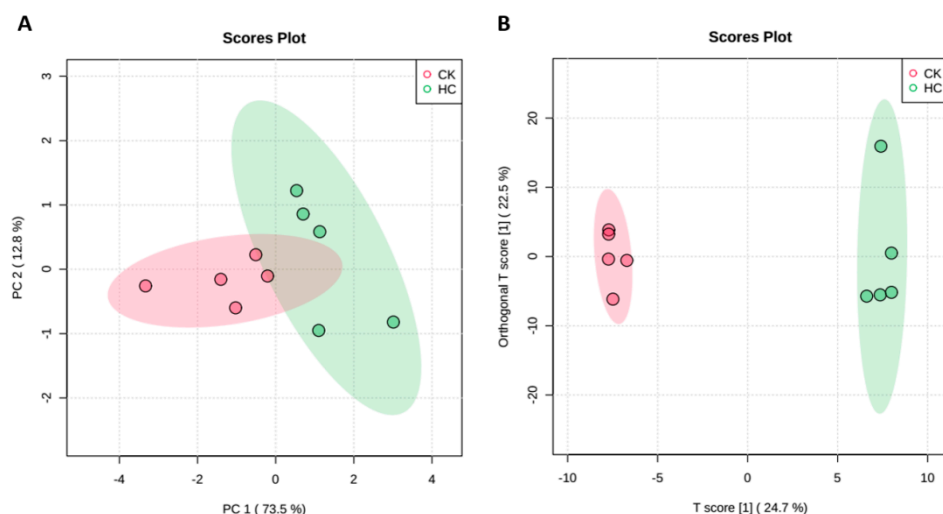 A
Scores Plot
CK
HC
3
2
1
0
-1
-2
PC 2 ( 12.8 %)
-4
-2
0
2
4
PC 1 ( 73.5 %)
B
Scores Plot
CK
HC
20
10
0
-10
-20
Orthogonal T score [1] ( 22.5 %)
-10
-5
0
5
10
T score [1] ( 24.7 %)